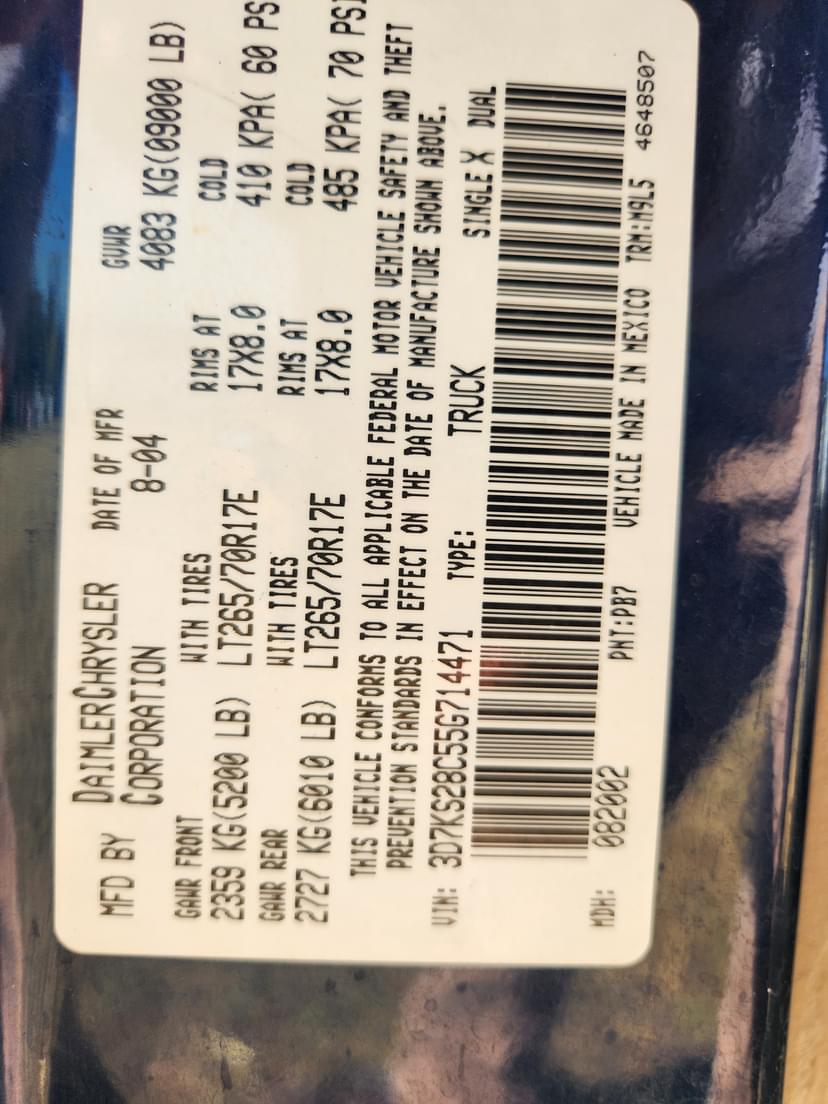 MFD BY DAIMLERCHRYSLER CORPORATION DATE OF MFR 8-04 GVWR 4083 KG(09000 LB)
GAWR FRONT WITH TIRES RIMS AT COLD
2359 KG(5200 LB) LT265/70R17E 17X8.0 410 KPA( 60 PS
GAWR REAR WITH TIRES RIMS AT COLD
2727 KG(6010 LB) LT265/70R17E 17X8.0 485 KPA( 70 PSI
THIS VEHICLE CONFORMS TO ALL APPLICABLE FEDERAL MOTOR VEHICLE SAFETY AND THEFT
PREVENTION STANDARDS IN EFFECT ON THE DATE OF MANUFACTURE SHOWN ABOVE.
VIN: 3D7KS28C55G714471 TYPE: TRUCK SINGLE X DUAL
MDH: 082002 PNT:PB7 VEHICLE MADE IN MEXICO TRM:M9L5 4648507